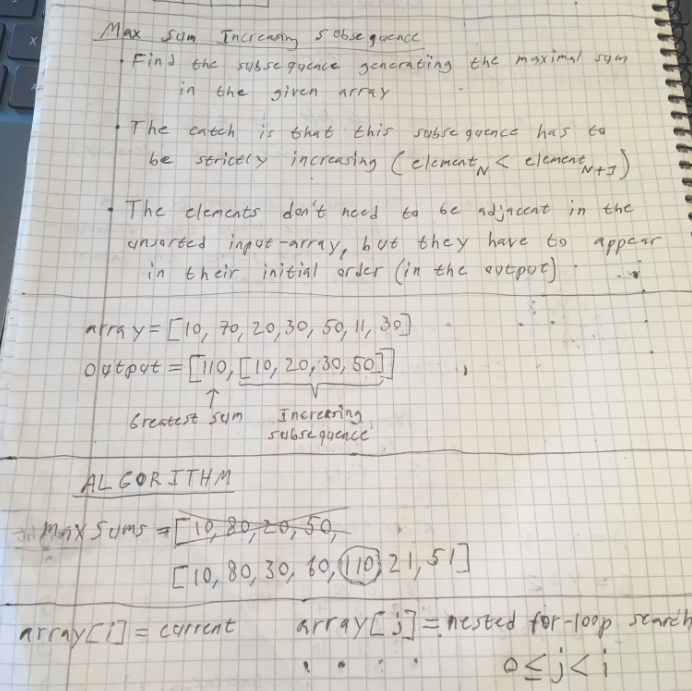 Max Sum Increasing Subsequence
• Find the subsequence generating the maximal sum
in the given array
• The catch is that this subsequence has to
be strictly increasing (element_N < element_N+1)
• The elements don't need to be adjacent in the
unsorted input-array, but they have to appear
in their initial order (in the output)
array = [10, 70, 20, 30, 50, 11, 30]
output = [110, [10, 20, 30, 50]]
↑
Greatest sum Increasing
subsequence
ALGORITHM
Max Sums = [10, 80, 20, 50,
[10, 80, 30, 60, 110, 21, 51]
array[i] = current array[j] = nested for-loop search
0 ≤ j < i